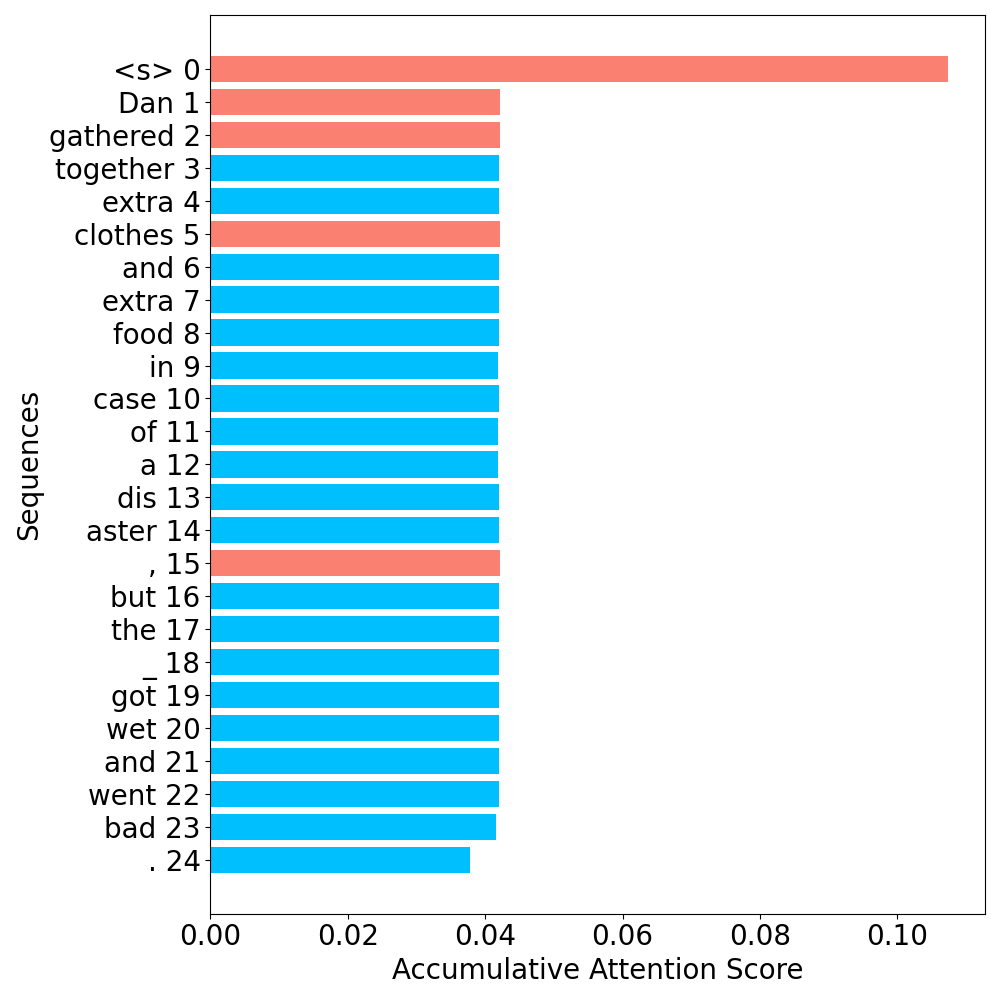 <s> 0
Dan 1
gathered 2
together 3
extra 4
clothes 5
and 6
extra 7
food 8
in 9
case 10
of 11
a 12
dis 13
aster 14
, 15
but 16
the 17
_ 18
got 19
wet 20
and 21
went 22
bad 23
. 24
Sequences
0.00 0.02 0.04 0.06 0.08 0.10
Accumulative Attention Score